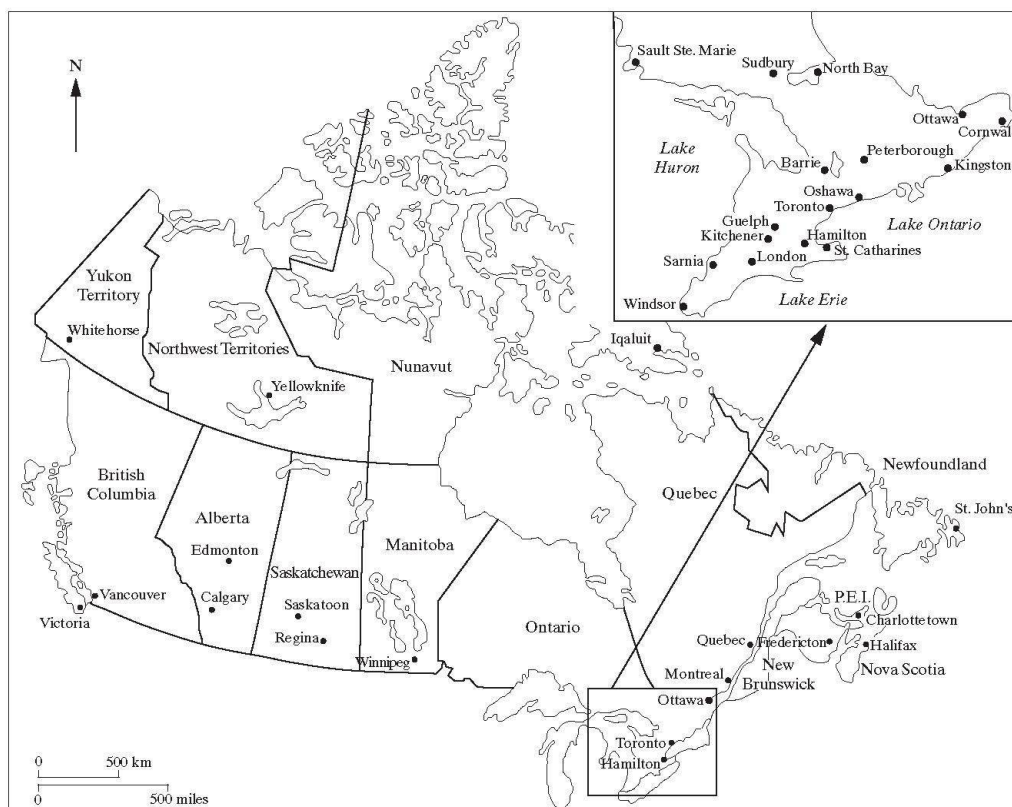 N
Sault Ste. Marie
Sudbury
North Bay
Ottawa
Cornwal
Lake
Huron
Peterborough
Barrie
Kingston
Oshawa
Toronto
Lake Ontario
Guelph
Hamilton
Kitchener
St. Catharines
Sarnia
London
Windsor
Lake Erie
Yukon
Territory
Whitehorse
Northwest Territories
Nunavut
Iqaluit
Yellowknife
British
Columbia
Newfoundland
Quebec
St. John's
Alberta
Edmonton
Manitoba
Saskatchewan
Vancouver
Calgary
Saskatoon
Victoria
Regina
Winnipeg
Ontario
P.E.I.
Charlottetown
Quebec
Fredericton
Halifax
New
Brunswick
Nova Scotia
Montreal
Ottawa
Toronto
Hamilton
0 500 km
0 500 miles